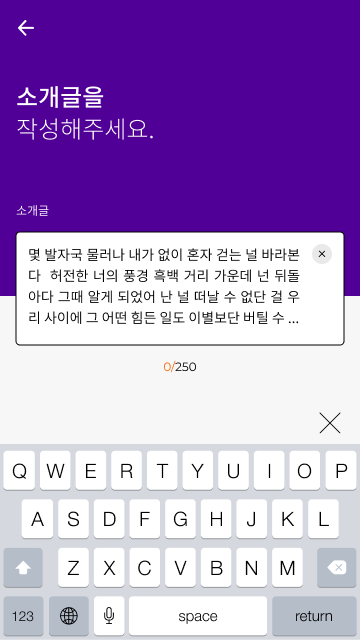 소개글을
작성해주세요.
소개글
몇 발자국 물러나 내가 없이 혼자 걷는 널 바라본
다 허전한 너의 풍경 흑백 거리 가운데 넌 뒤돌
아다 그때 알게 되었어 난 널 떠날 수 없단 걸 우
리 사이에 그 어떤 힘든 일도 이별보단 버틸 수 ...
0/250
Q W E R T Y U I O P
A S D F G H J K L
Z X C V B N M
123 space return